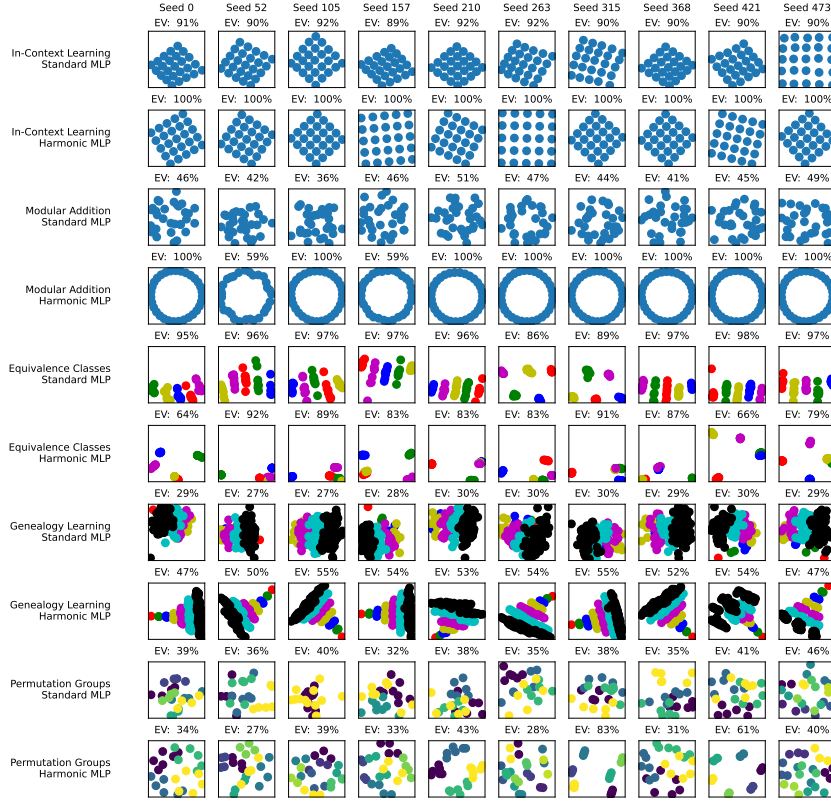 Seed 0 Seed 52 Seed 105 Seed 157 Seed 210 Seed 263 Seed 315 Seed 368 Seed 421 Seed 473
EV: 91% EV: 90% EV: 92% EV: 89% EV: 92% EV: 92% EV: 90% EV: 90% EV: 90% EV: 90%
In-Context Learning
Standard MLP
EV: 100% EV: 100% EV: 100% EV: 100% EV: 100% EV: 100% EV: 100% EV: 100% EV: 100% EV: 100%
In-Context Learning
Harmonic MLP
EV: 46% EV: 42% EV: 36% EV: 46% EV: 51% EV: 47% EV: 44% EV: 41% EV: 45% EV: 49%
Modular Addition
Standard MLP
EV: 100% EV: 59% EV: 100% EV: 59% EV: 100% EV: 100% EV: 100% EV: 100% EV: 100% EV: 100%
Modular Addition
Harmonic MLP
EV: 95% EV: 96% EV: 97% EV: 97% EV: 96% EV: 86% EV: 89% EV: 97% EV: 98% EV: 97%
Equivalence Classes
Standard MLP
EV: 64% EV: 92% EV: 89% EV: 83% EV: 83% EV: 83% EV: 91% EV: 87% EV: 66% EV: 79%
Equivalence Classes
Harmonic MLP
EV: 29% EV: 27% EV: 27% EV: 28% EV: 30% EV: 30% EV: 30% EV: 29% EV: 30% EV: 29%
Genealogy Learning
Standard MLP
EV: 47% EV: 50% EV: 55% EV: 54% EV: 53% EV: 54% EV: 55% EV: 52% EV: 54% EV: 47%
Genealogy Learning
Harmonic MLP
EV: 39% EV: 36% EV: 40% EV: 32% EV: 38% EV: 35% EV: 38% EV: 35% EV: 41% EV: 46%
Permutation Groups
Standard MLP
EV: 34% EV: 27% EV: 39% EV: 33% EV: 43% EV: 28% EV: 83% EV: 31% EV: 61% EV: 40%
Permutation Groups
Harmonic MLP